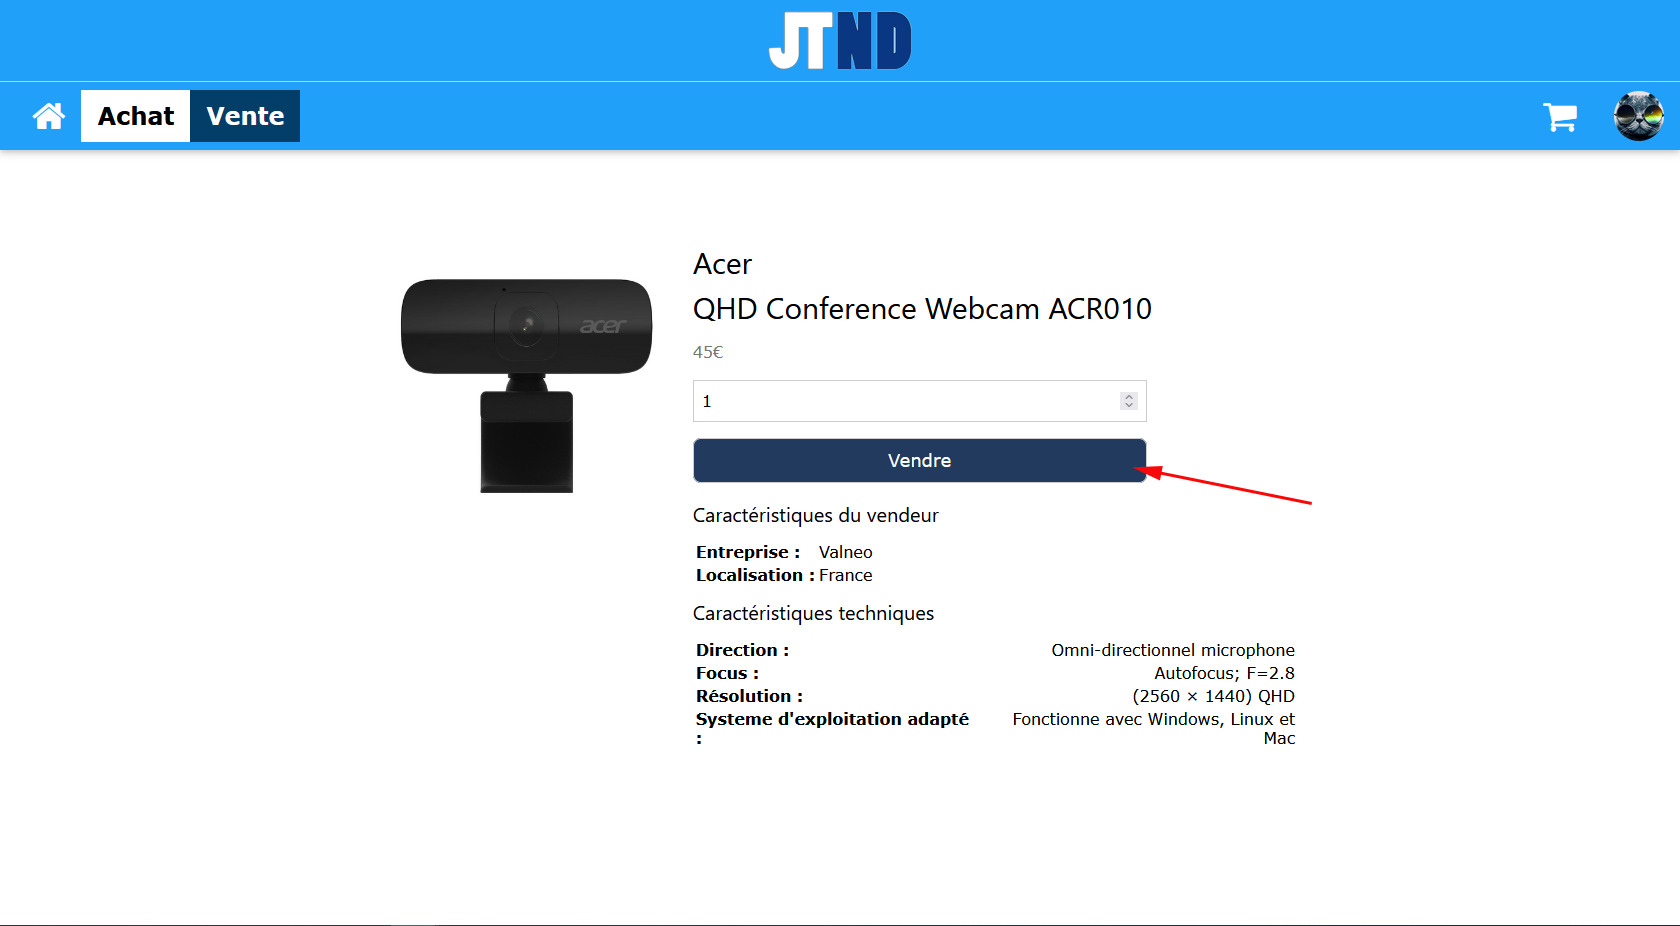 JTND
Achat Vente
Acer
QHD Conference Webcam ACR010
45€
acer
1
Vendre
Caractéristiques du vendeur
Entreprise : Valneo
Localisation : France
Caractéristiques techniques
Direction : Omni-directionnel microphone
Focus : Autofocus; F=2.8
Résolution : (2560 × 1440) QHD
Systeme d'exploitation adapté Fonctionne avec Windows, Linux et
: Mac